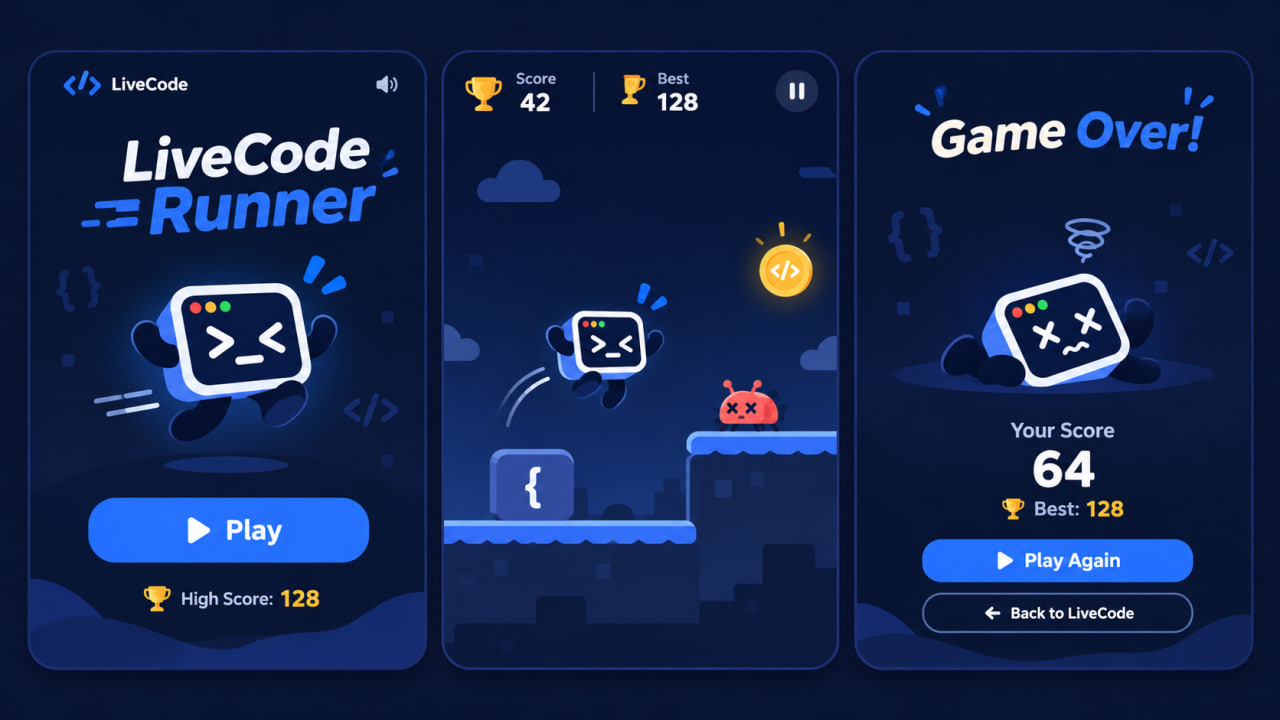 </> LiveCode
LiveCode
Runner
{ }
>_<
</>
Play
High Score: 128
Score
42
Best
128
</>
>_<
{
Game Over!
{ }
</>
Your Score
64
Best: 128
Play Again
Back to LiveCode